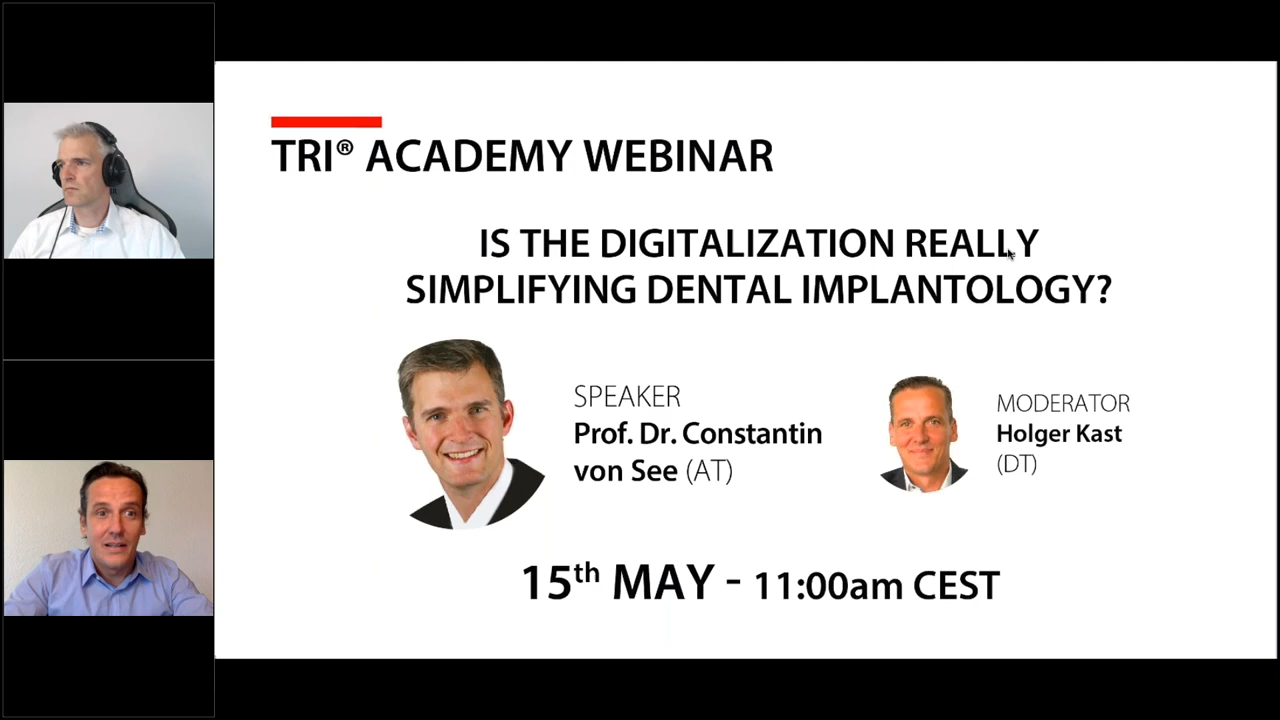 TRI® ACADEMY WEBINAR
IS THE DIGITALIZATION REALLY
SIMPLIFYING DENTAL IMPLANTOLOGY?
SPEAKER
Prof. Dr. Constantin
von See (AT)
MODERATOR
Holger Kast
(DT)
15th MAY - 11:00am CEST